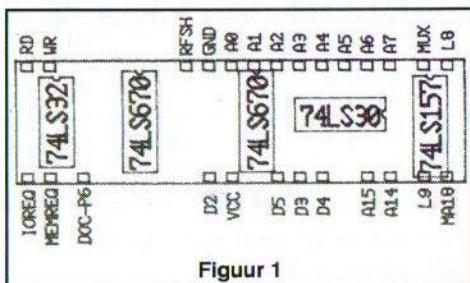 RD WR RFSH GND A0 A1 A2 A3 A4 A5 A6 A7 MUX L8
74LS32 74LS670 74LS670 74LS30 74LS157
IOREQ MEMREQ DOC-P6 D2 VCC D5 D3 D4 A15 A14 L9 MA18
Figuur 1